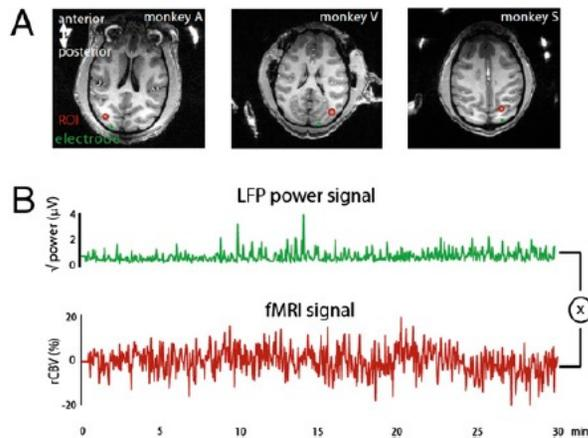 A
anterior
posterior
ROI
electrode
monkey A
monkey V
monkey S
B
LFP power signal
√ power (μV)
4
2
0
fMRI signal
rCBV (%)
20
0
-20
0 5 10 15 20 25 30 min
x